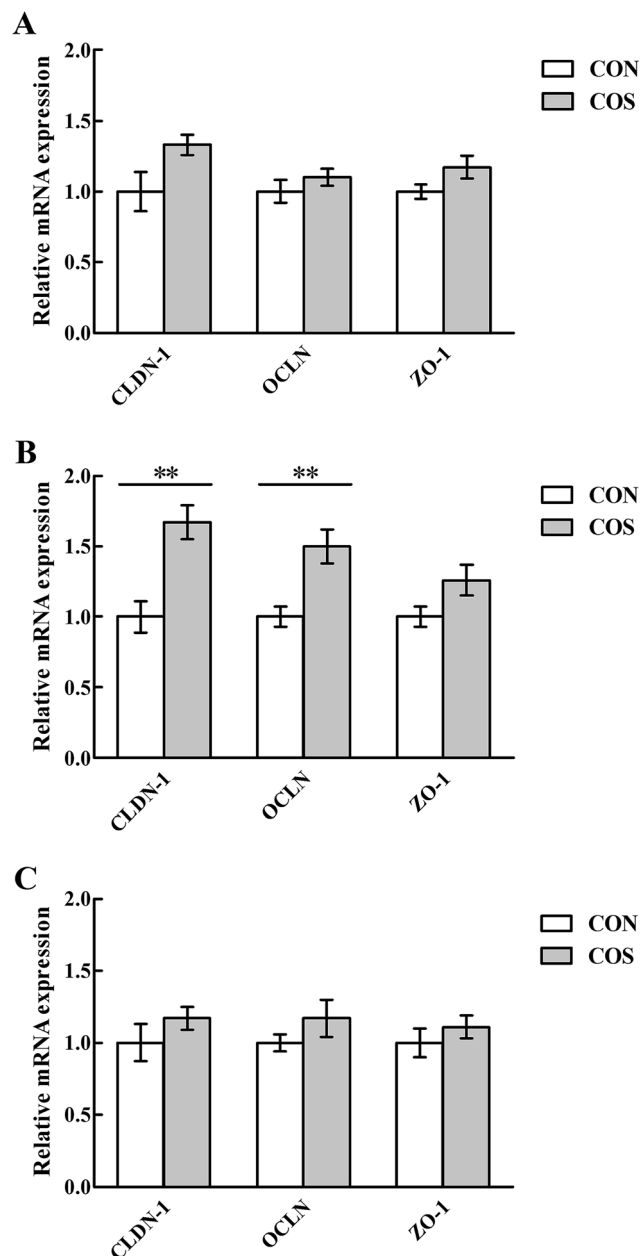 A
Relative mRNA expression
2.0
1.5
1.0
0.5
0.0
CON
COS
CLDN-1
OCLN
ZO-1
B
Relative mRNA expression
2.0
1.5
1.0
0.5
0.0
**
**
CON
COS
CLDN-1
OCLN
ZO-1
C
Relative mRNA expression
2.0
1.5
1.0
0.5
0.0
CON
COS
CLDN-1
OCLN
ZO-1